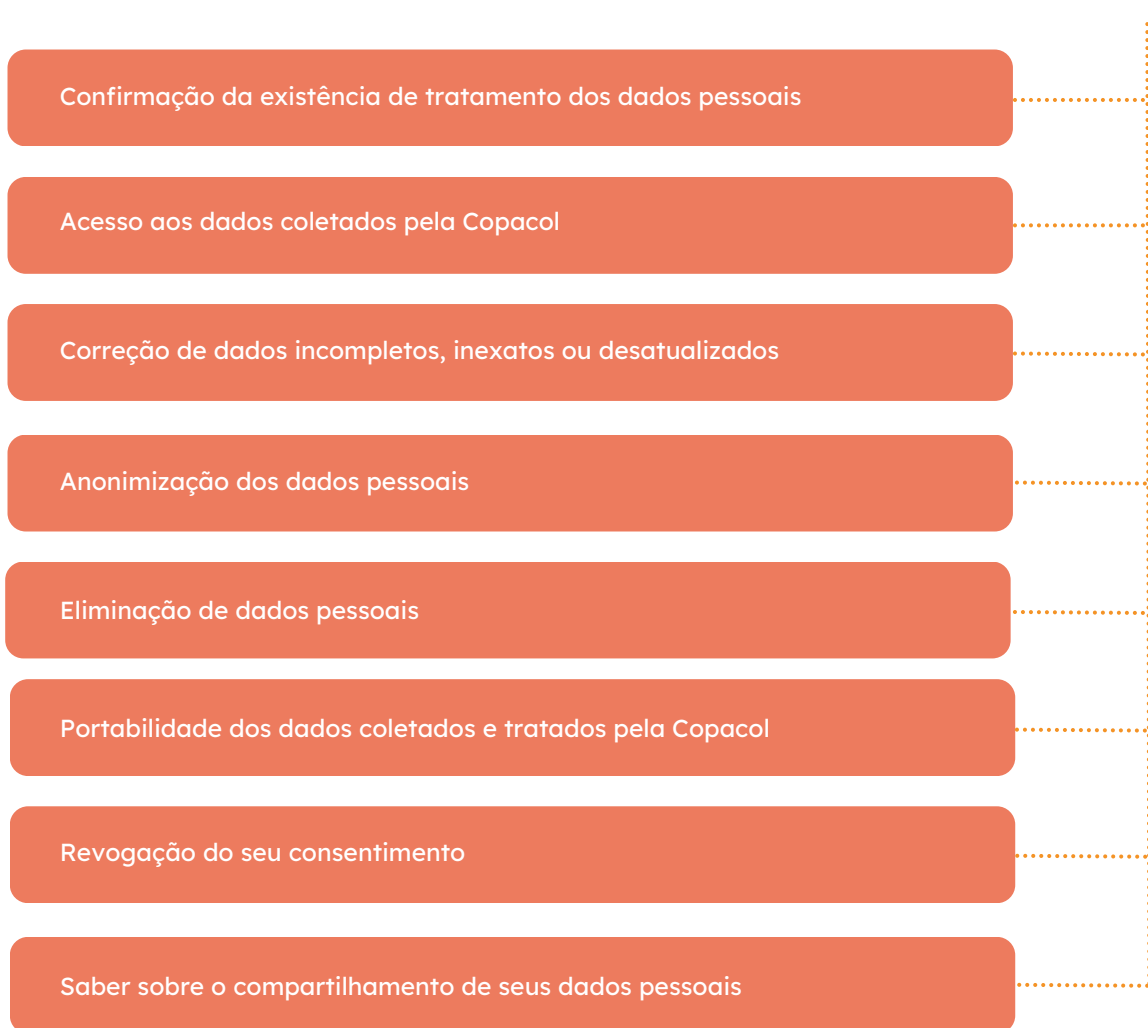 Confirmação da existência de tratamento dos dados pessoais
Acesso aos dados coletados pela Copacol
Correção de dados incompletos, inexatos ou desatualizados
Anonimização dos dados pessoais
Eliminação de dados pessoais
Portabilidade dos dados coletados e tratados pela Copacol
Revogação do seu consentimento
Saber sobre o compartilhamento de seus dados pessoais